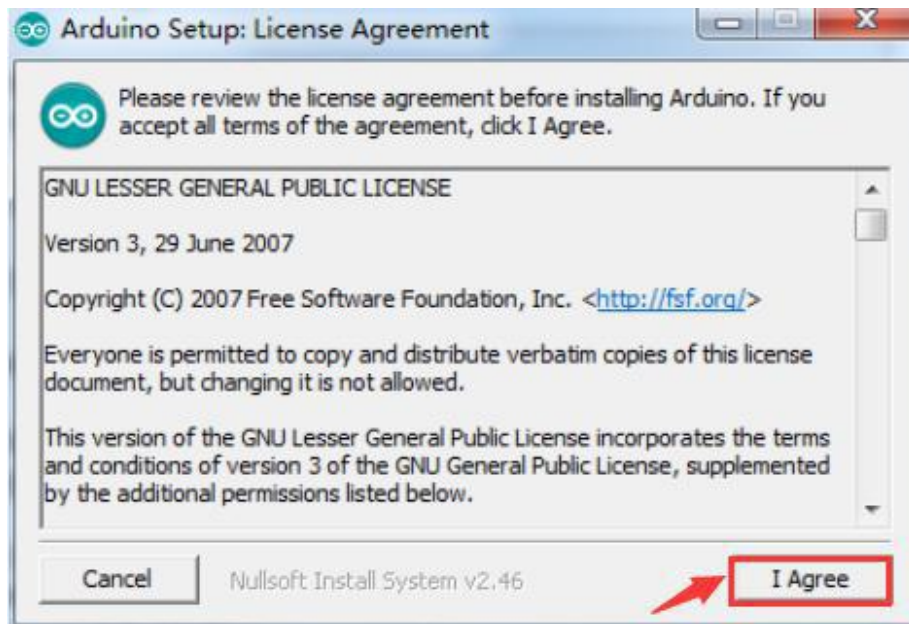 Arduino Setup: License Agreement
Please review the license agreement before installing Arduino. If you
accept all terms of the agreement, click I Agree.
GNU LESSER GENERAL PUBLIC LICENSE
Version 3, 29 June 2007
Copyright (C) 2007 Free Software Foundation, Inc. <http://fsf.org/>
Everyone is permitted to copy and distribute verbatim copies of this license
document, but changing it is not allowed.
This version of the GNU Lesser General Public License incorporates the terms
and conditions of version 3 of the GNU General Public License, supplemented
by the additional permissions listed below.
Cancel
Nullsoft Install System v2.46
I Agree